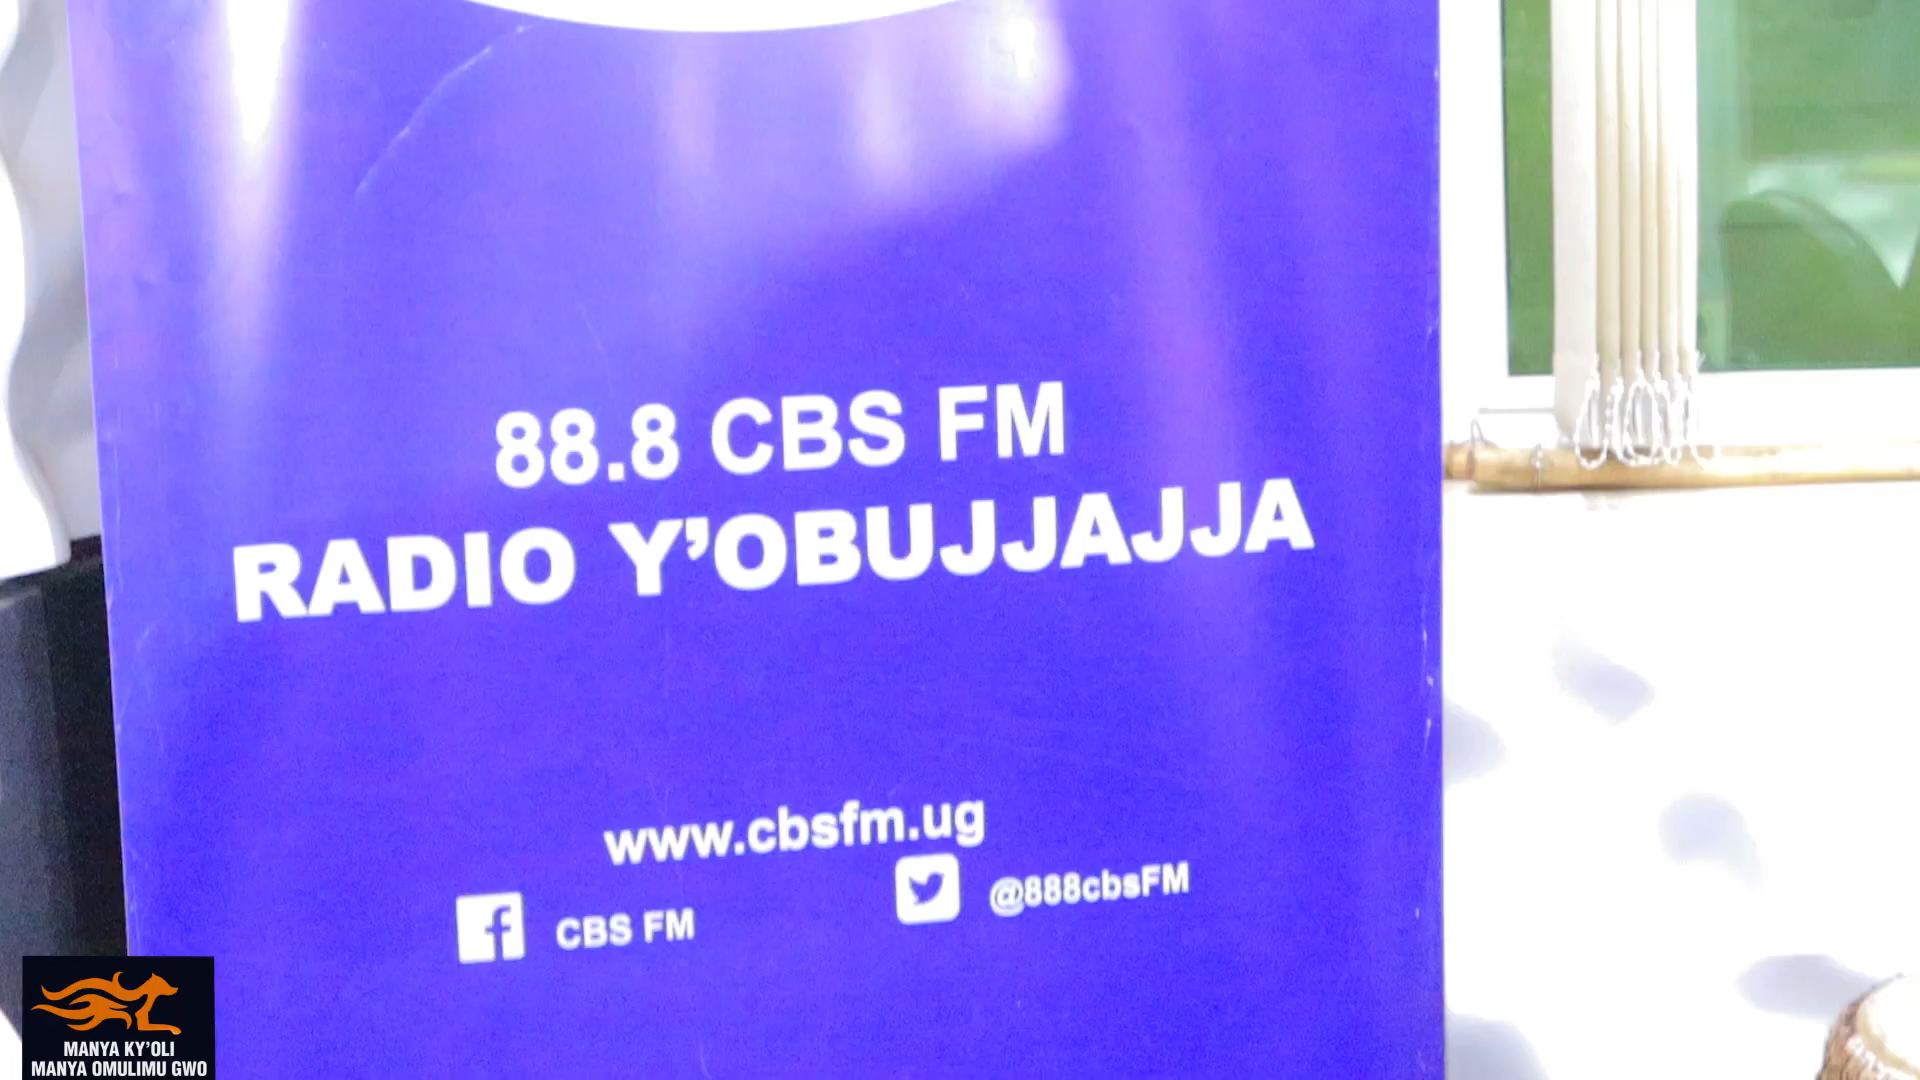 88.8 CBS FM
RADIO Y'OBUJJAJJA
www.cbsfm.ug
CBS FM
@888cbsFM
MANYA KY'OLI
MANYA OMULIMU GWO